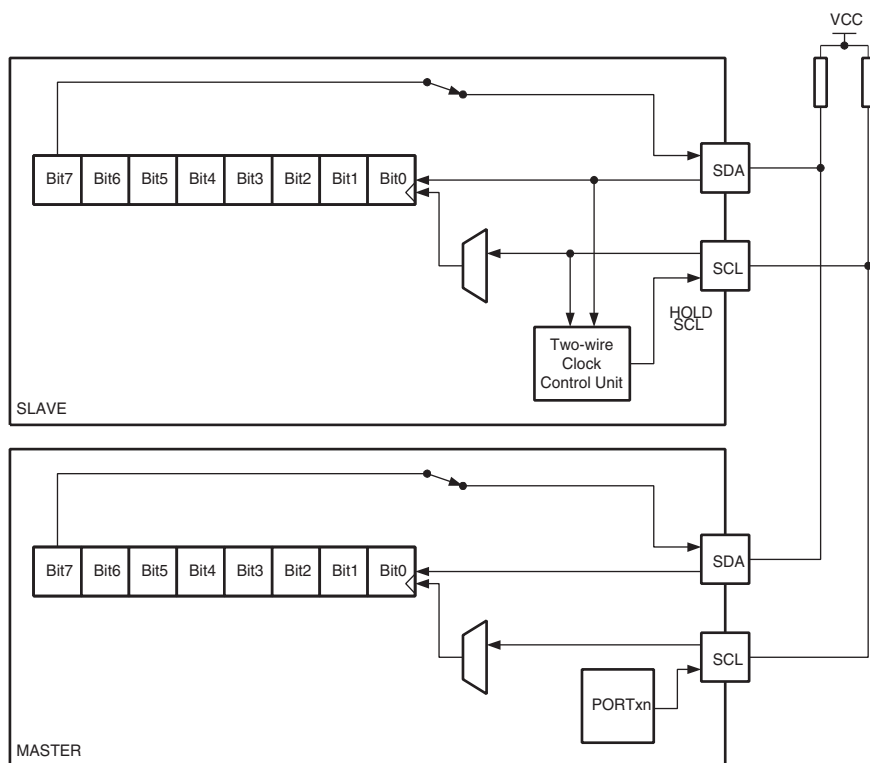 VCC
SDA
Bit7 Bit6 Bit5 Bit4 Bit3 Bit2 Bit1 Bit0
SCL
HOLD
SCL
Two-wire
Clock
Control Unit
SLAVE
Bit7 Bit6 Bit5 Bit4 Bit3 Bit2 Bit1 Bit0
SDA
SCL
PORTxn
MASTER